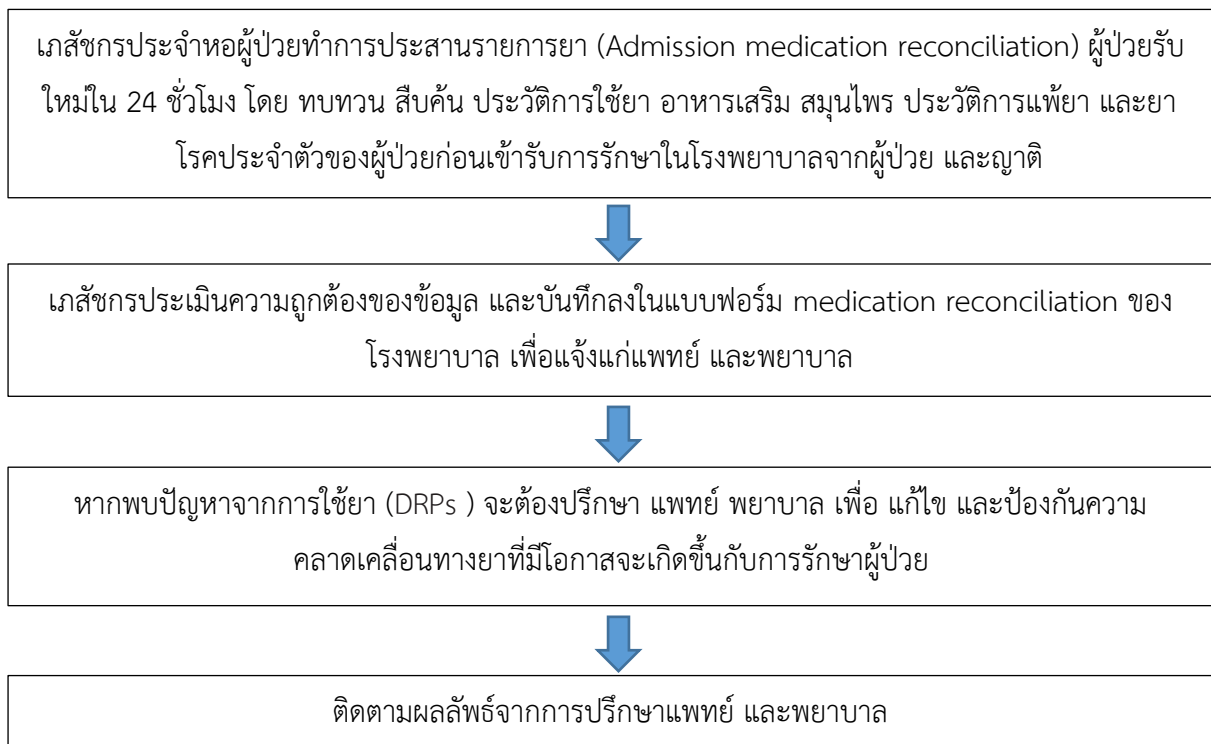 เภสัชกรประจำหอผู้ป่วยทำการประสานรายการยา (Admission medication reconciliation) ผู้ป่วยรับ
ใหม่ใน 24 ชั่วโมง โดย ทบทวน สืบค้น ประวัติการใช้ยา อาหารเสริม สมุนไพร ประวัติการแพ้ยา และยา
โรคประจำตัวของผู้ป่วยก่อนเข้ารับการรักษาในโรงพยาบาลจากผู้ป่วย และญาติ
เภสัชกรประเมินความถูกต้องของข้อมูล และบันทึกลงในแบบฟอร์ม medication reconciliation ของ
โรงพยาบาล เพื่อแจ้งแก่แพทย์ และพยาบาล
หากพบปัญหาจากการใช้ยา (DRPs ) จะต้องปรึกษา แพทย์ พยาบาล เพื่อ แก้ไข และป้องกันความ
คลาดเคลื่อนทางยาที่มีโอกาสจะเกิดขึ้นกับการรักษาผู้ป่วย
ติดตามผลลัพธ์จากการปรึกษาแพทย์ และพยาบาล